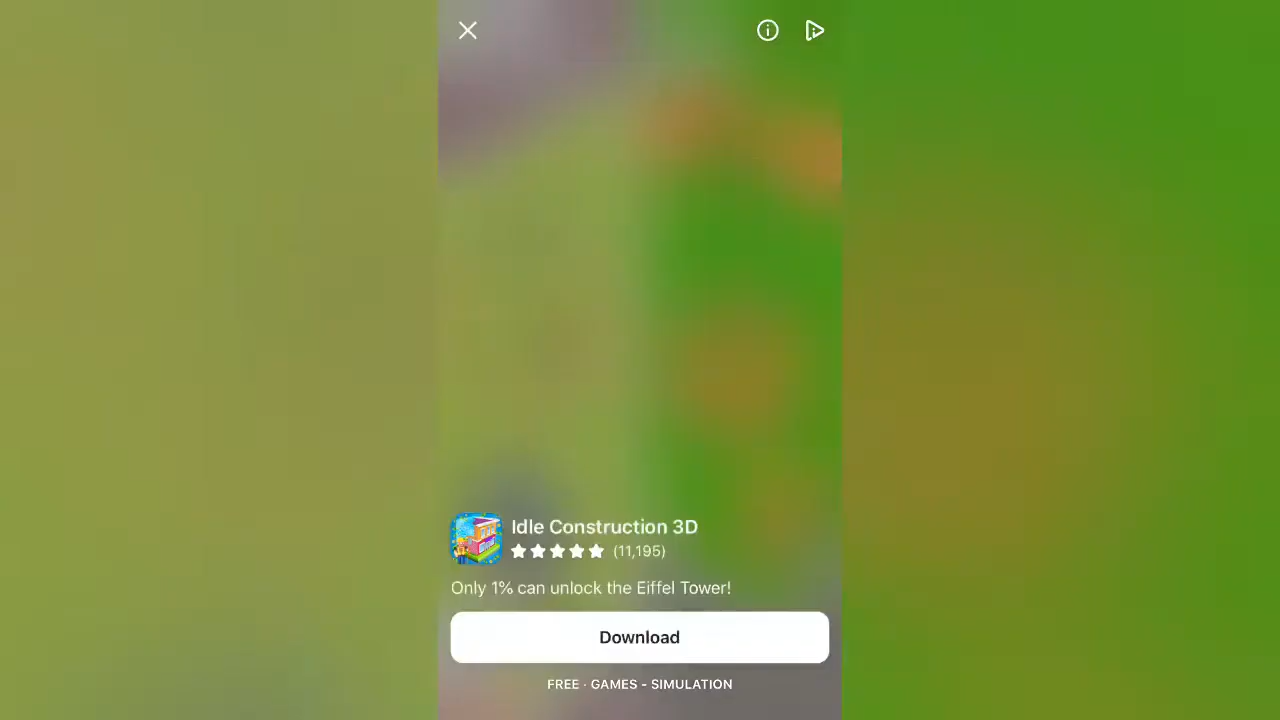 Idle Construction 3D
(11,195)
Only 1% can unlock the Eiffel Tower!
Download
FREE · GAMES - SIMULATION